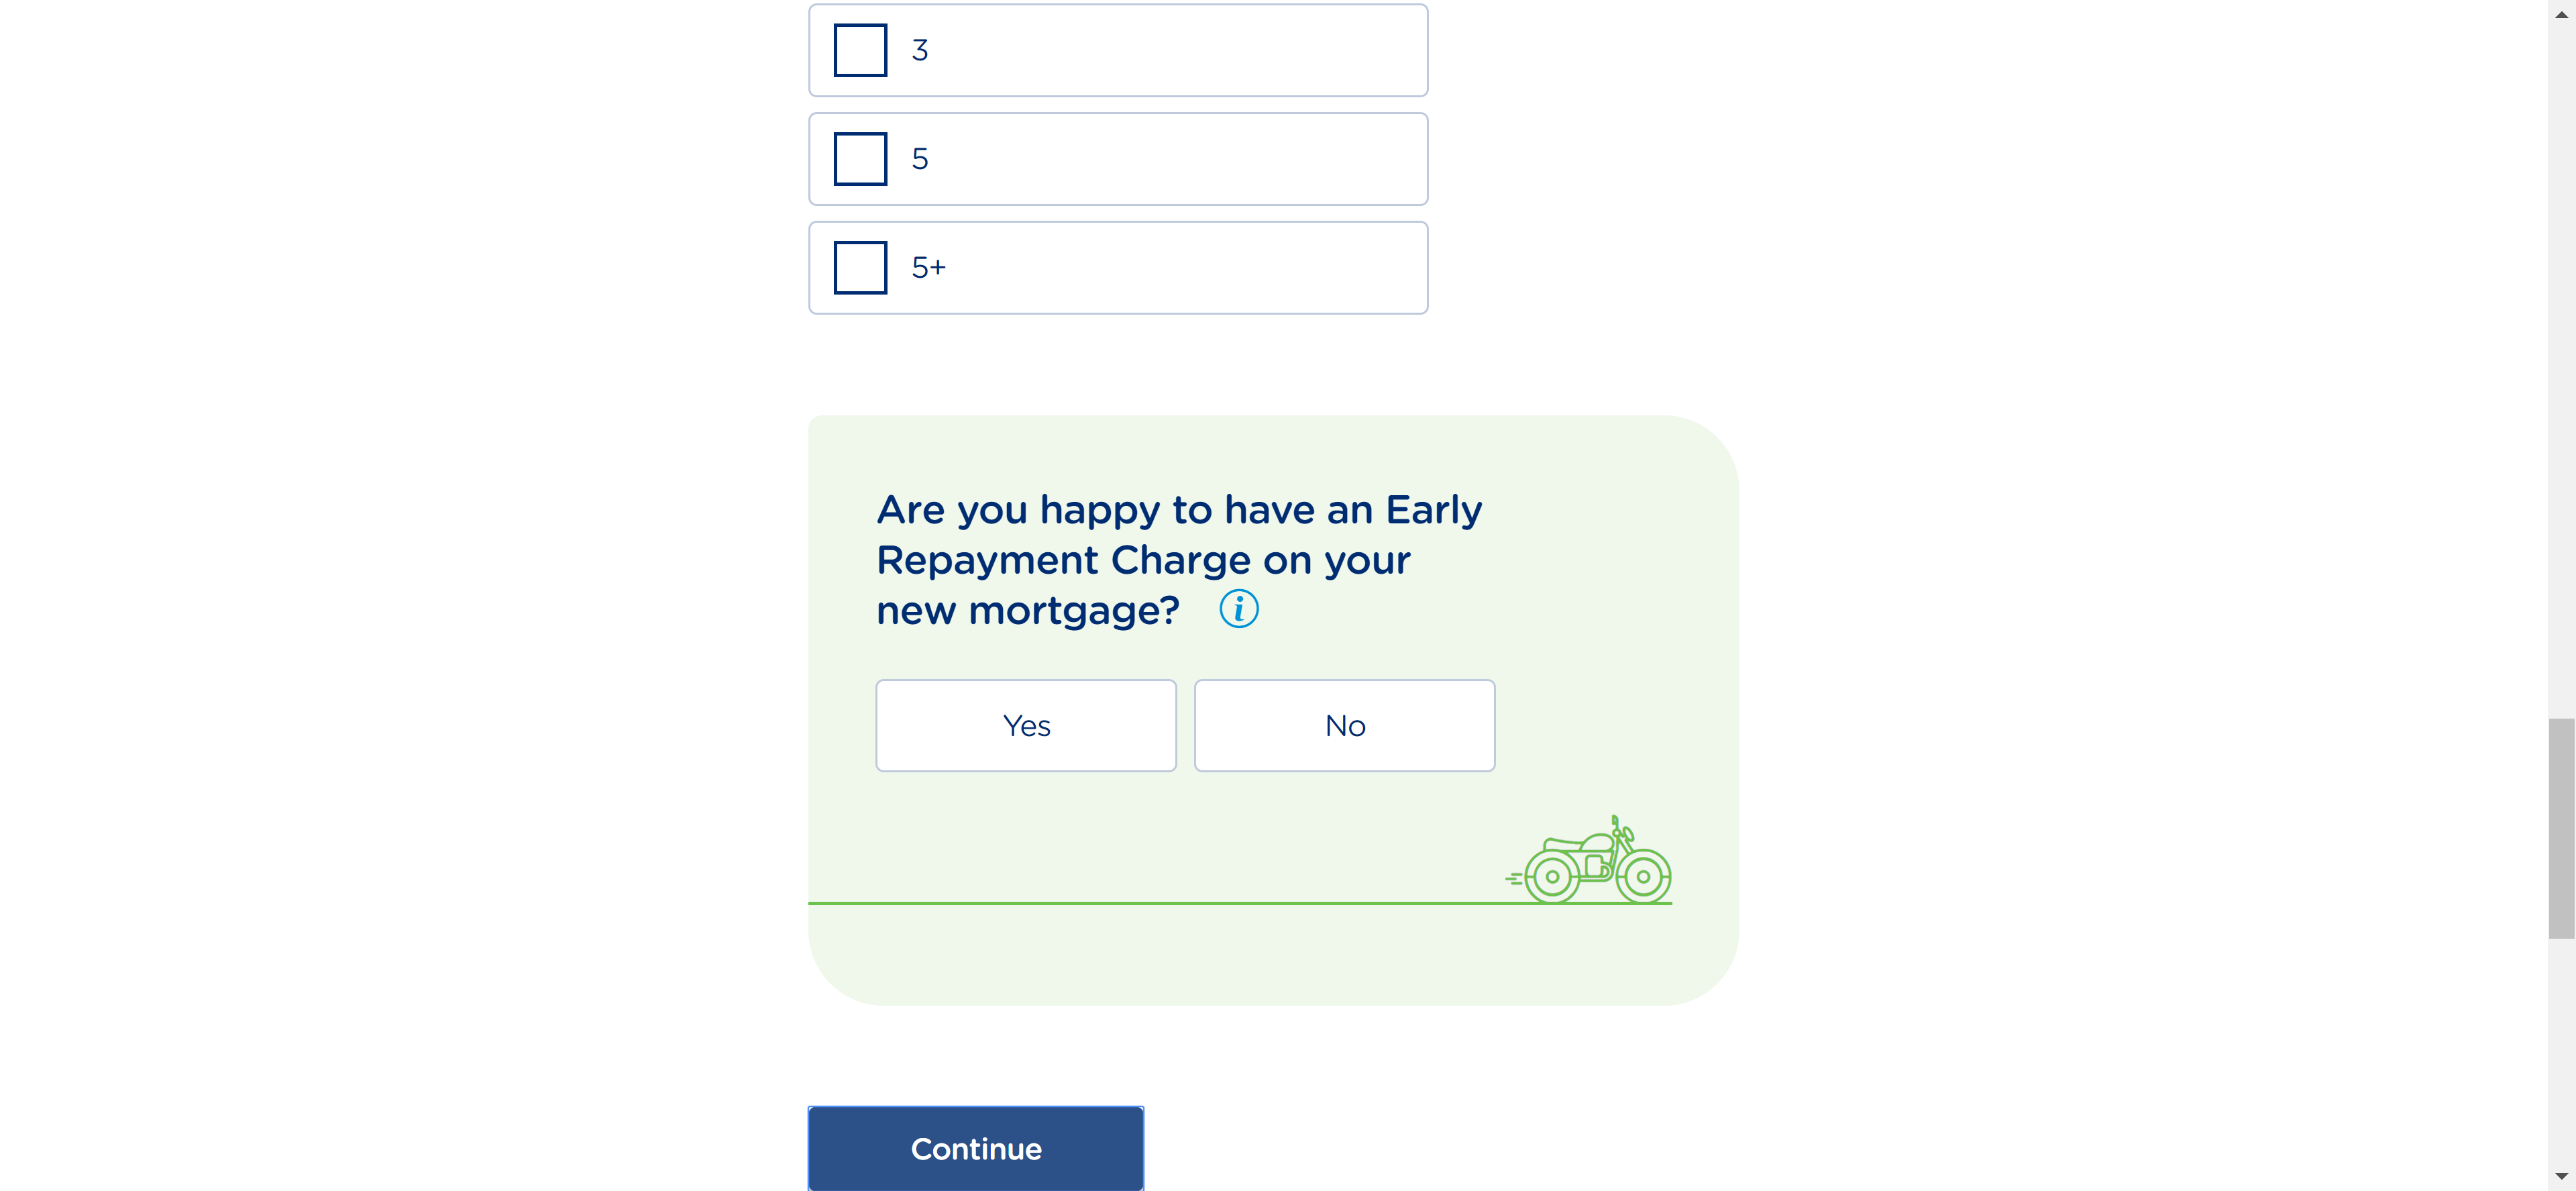 3
5
5+
Are you happy to have an Early
Repayment Charge on your
new mortgage? i
Yes No
Continue